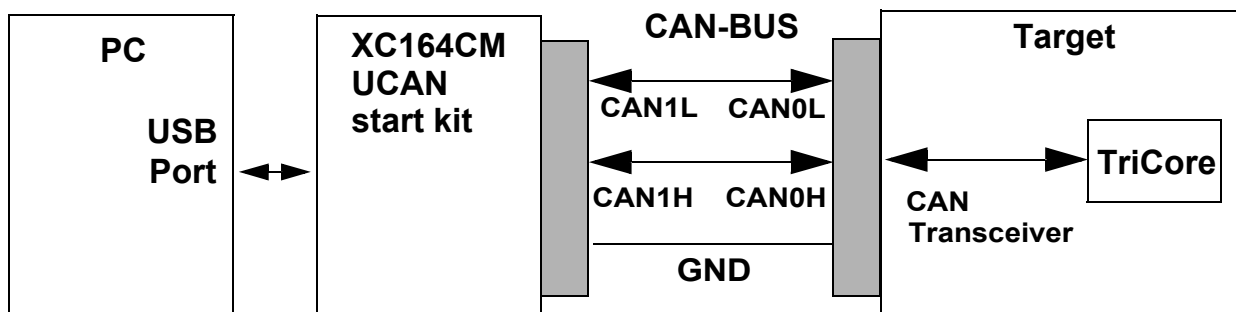 PC
USB
Port
XC164CM
UCAN
start kit
CAN-BUS
CAN1L
CAN0L
CAN1H
CAN0H
GND
Target
TriCore
CAN
Transceiver